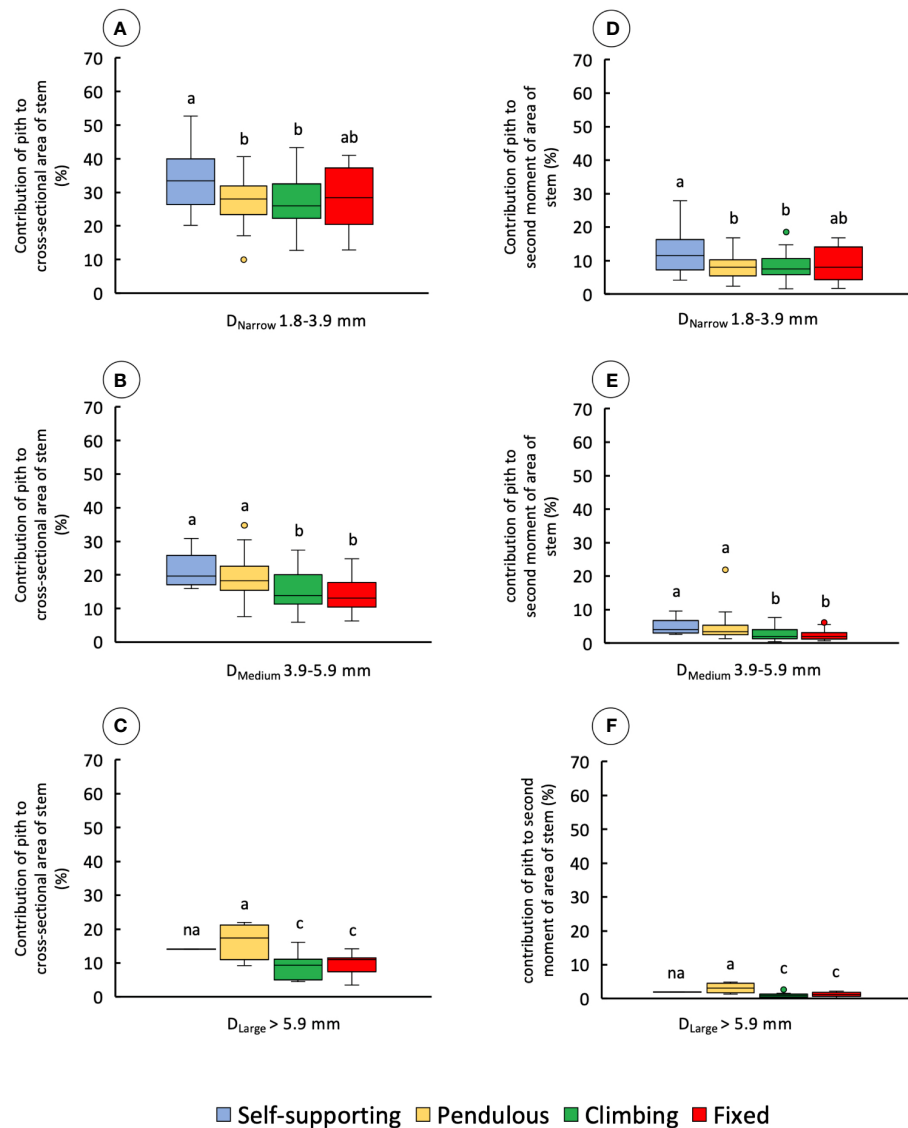 A
Contribution of pith to
cross-sectional area of stem
(%)
70
60
50
40
30
20
10
0
a
b
b
ab
D Narrow 1.8-3.9 mm
D
Contribution of pith to
second moment of area of
stem (%)
70
60
50
40
30
20
10
0
a
b
b
ab
D Narrow 1.8-3.9 mm
B
Contribution of pith to
cross-sectional area of stem
(%)
70
60
50
40
30
20
10
0
a
a
b
b
D Medium 3.9-5.9 mm
E
contribution of pith to
second moment of area of
stem (%)
70
60
50
40
30
20
10
0
a
a
b
b
D Medium 3.9-5.9 mm
C
Contribution of pith to
cross-sectional area of stem
(%)
70
60
50
40
30
20
10
0
na
a
c
c
D Large > 5.9 mm
F
contribution of pith to second
moment of area of stem (%)
70
60
50
40
30
20
10
0
na
a
c
c
D Large > 5.9 mm
Self-supporting Pendulous Climbing Fixed